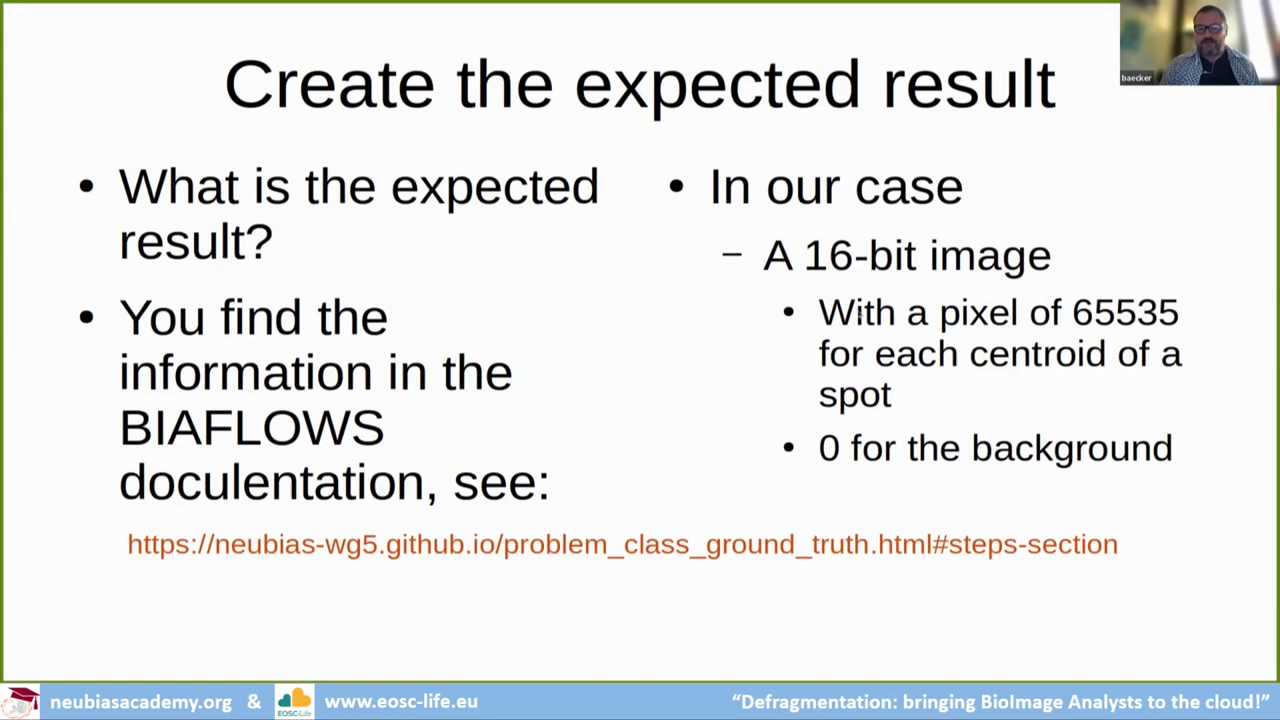 Create the expected result
baecker
• What is the expected
result?
• You find the
information in the
BIAFLOWS
doculentation, see:
• In our case
– A 16-bit image
• With a pixel of 65535
for each centroid of a
spot
• 0 for the background
https://neubias-wg5.github.io/problem_class_ground_truth.html#steps-section
neubiasacademy.org & EOSC-Life www.eosc-life.eu “Defragmentation: bringing BioImage Analysts to the cloud!”